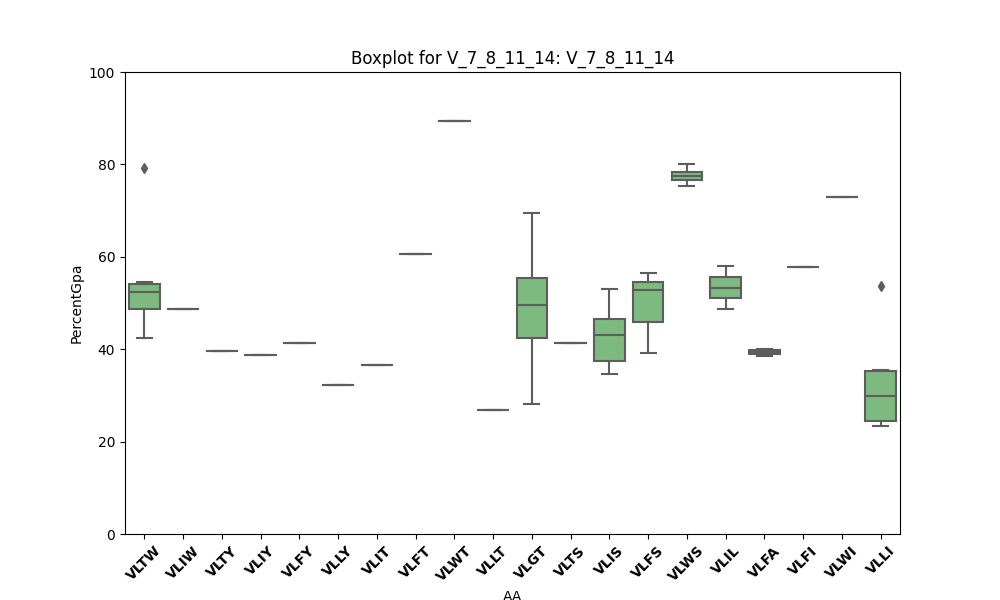 Boxplot for V_7_8_11_14: V_7_8_11_14
100
80
60
40
20
0
PercentGpa
VLTW VLIW VLTY VLIY VLFY VLLY VLIT VLFT VLWT VLLT VLGT VLTS VLIS VLFS VLWS VLIL VLFA VLFI VLWI VLLI
AA